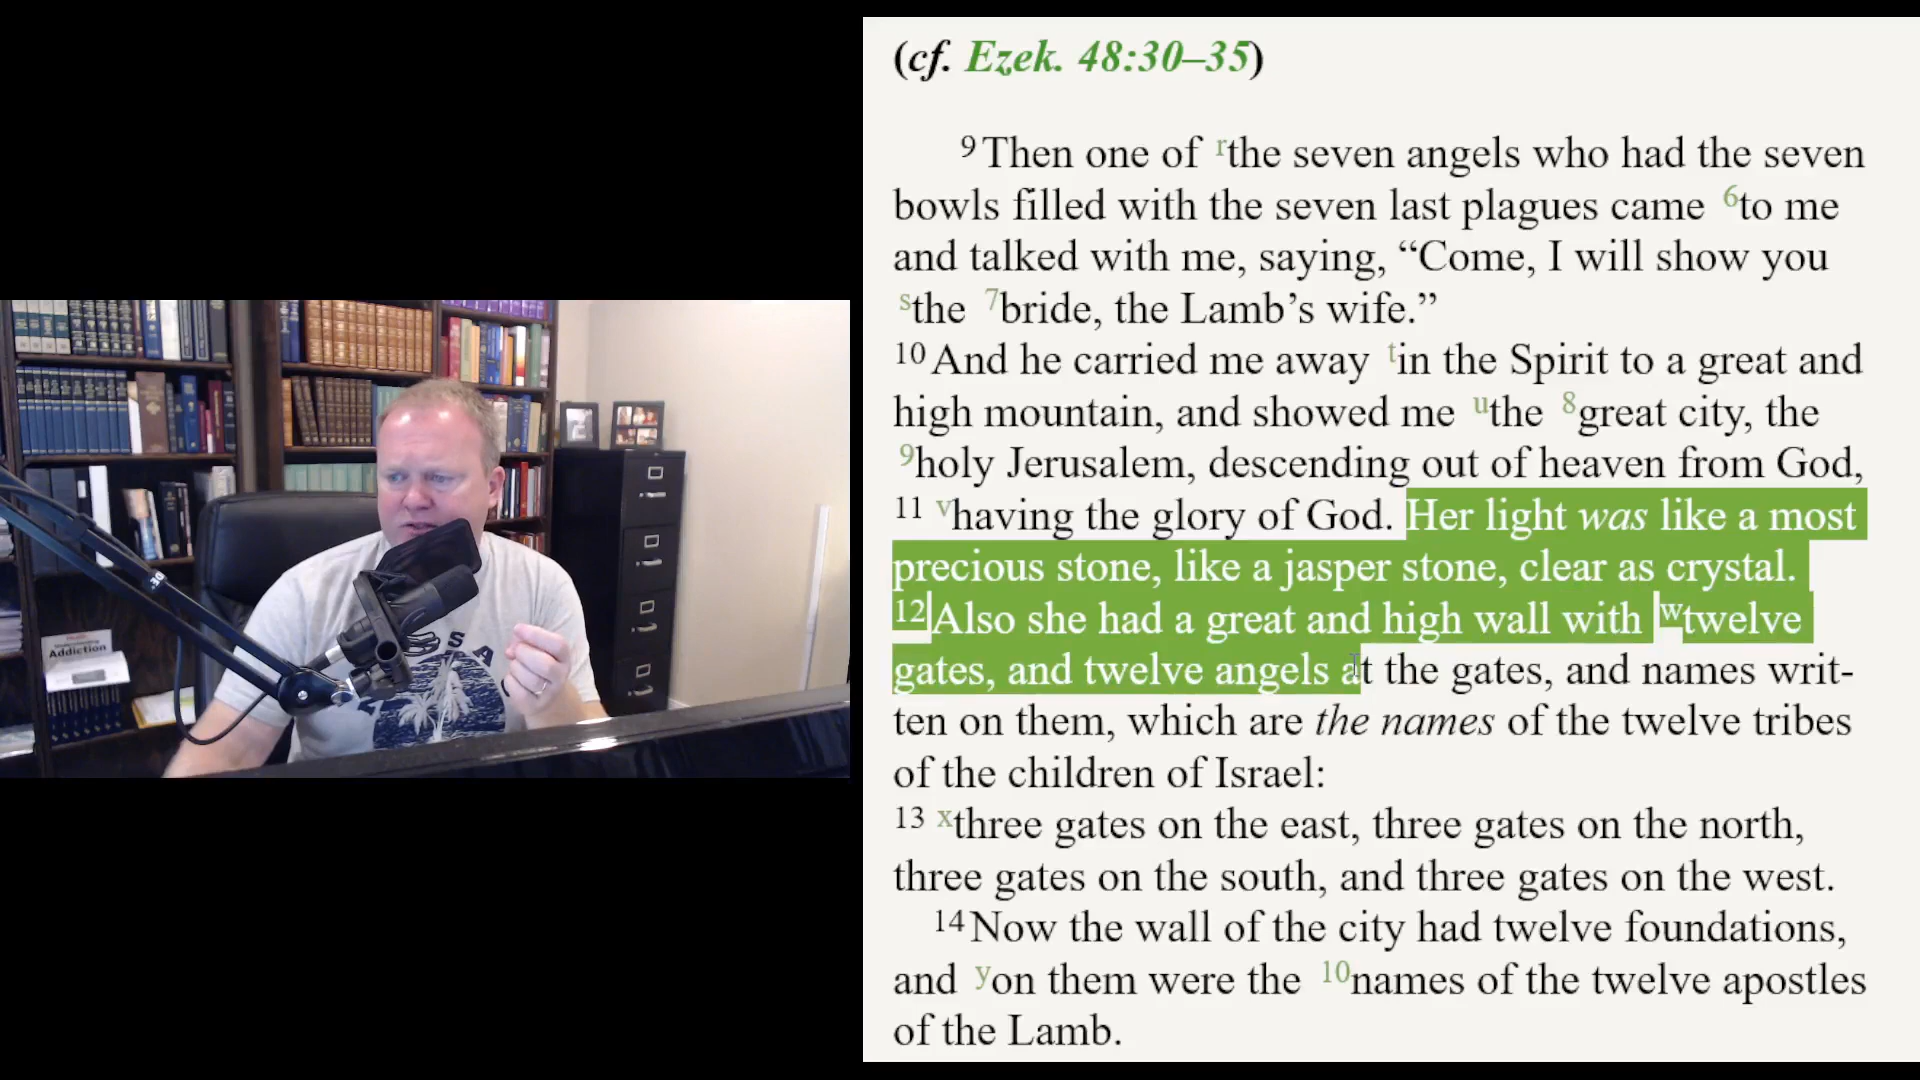 (cf. Ezek. 48:30–35)
9 Then one of r the seven angels who had the seven
bowls filled with the seven last plagues came 6 to me
and talked with me, saying, “Come, I will show you
s the 7 bride, the Lamb’s wife.”
10 And he carried me away t in the Spirit to a great and
high mountain, and showed me u the 8 great city, the
9 holy Jerusalem, descending out of heaven from God,
11 v having the glory of God. Her light was like a most
precious stone, like a jasper stone, clear as crystal.
12 Also she had a great and high wall with w twelve
gates, and twelve angels at the gates, and names writ-
ten on them, which are the names of the twelve tribes
of the children of Israel:
13 x three gates on the east, three gates on the north,
three gates on the south, and three gates on the west.
14 Now the wall of the city had twelve foundations,
and y on them were the 10 names of the twelve apostles
of the Lamb.
Addiction